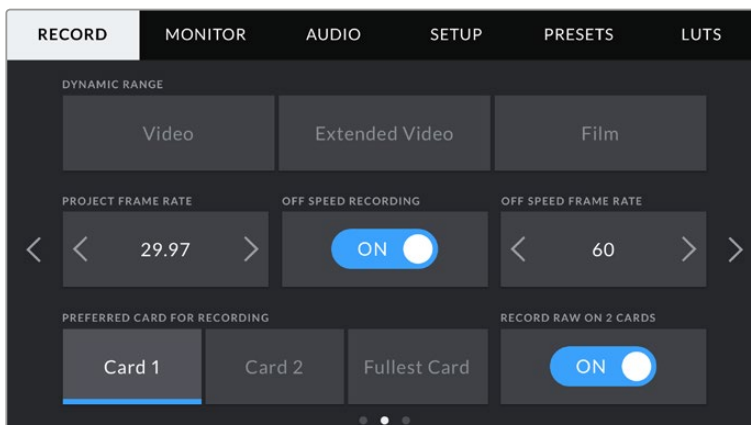 RECORD MONITOR AUDIO SETUP PRESETS LUTS
DYNAMIC RANGE
Video Extended Video Film
PROJECT FRAME RATE OFF SPEED RECORDING OFF SPEED FRAME RATE
29.97 ON 60
PREFERRED CARD FOR RECORDING RECORD RAW ON 2 CARDS
Card 1 Card 2 Fullest Card ON